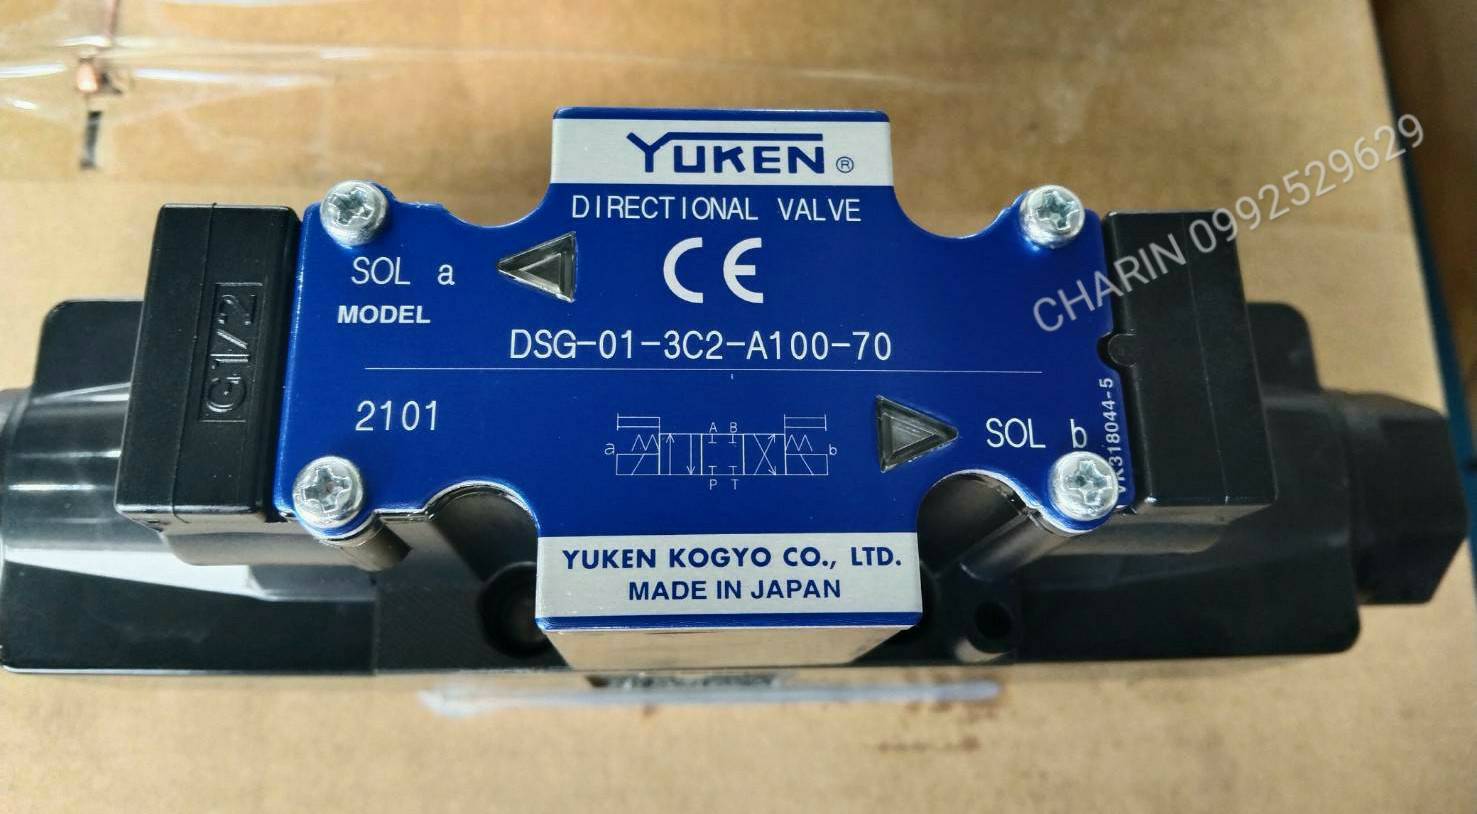 YUKEN ®
DIRECTIONAL VALVE
SOL a
CE
MODEL
DSG-01-3C2-A100-70
2101
A B
a
b
P T
SOL b
VK318044-5
YUKEN KOGYO CO., LTD.
MADE IN JAPAN
G1/2
CHARIN 0992529629